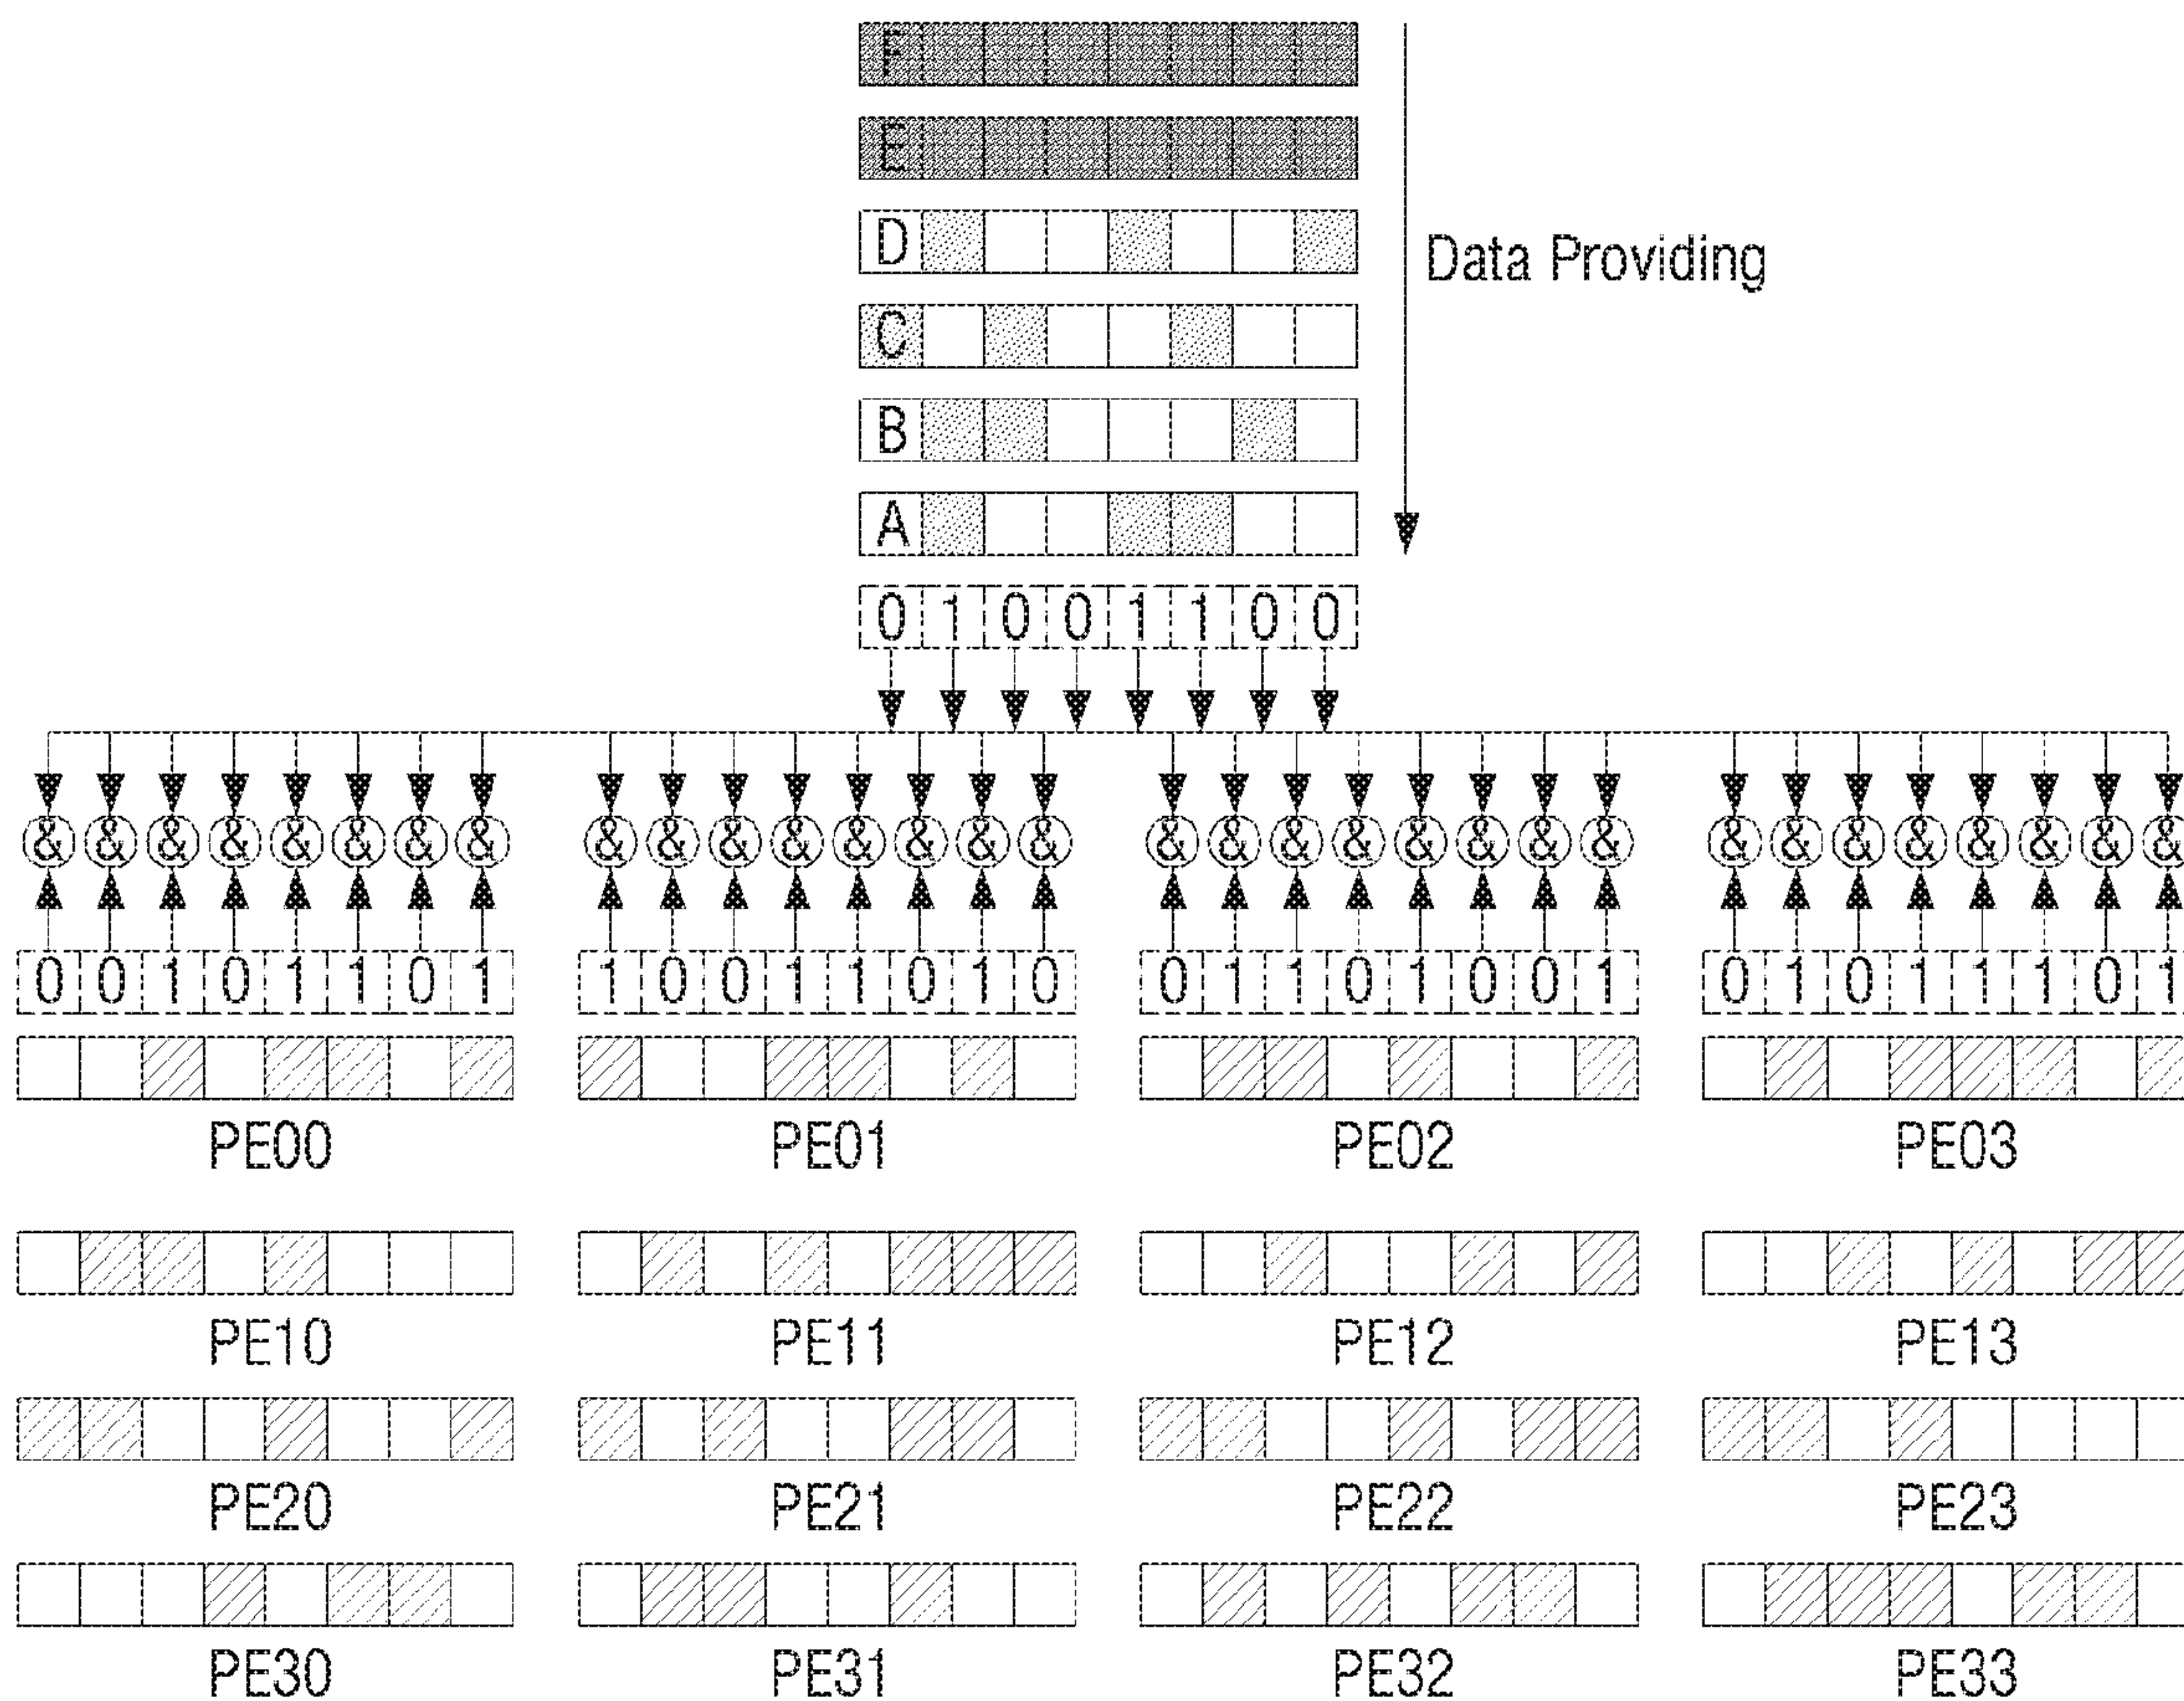 F
E
D
Data Providing
C
B
A
0 1 0 0 1 1 0 0
& & & & & & & & & & & & & & & & & & & & & & & & & & & & & & & &
0 0 1 0 1 1 0 1 1 0 0 1 1 0 1 0 0 1 1 0 1 0 0 1 0 1 0 1 1 1 0 1
PE00 PE01 PE02 PE03
PE10 PE11 PE12 PE13
PE20 PE21 PE22 PE23
PE30 PE31 PE32 PE33